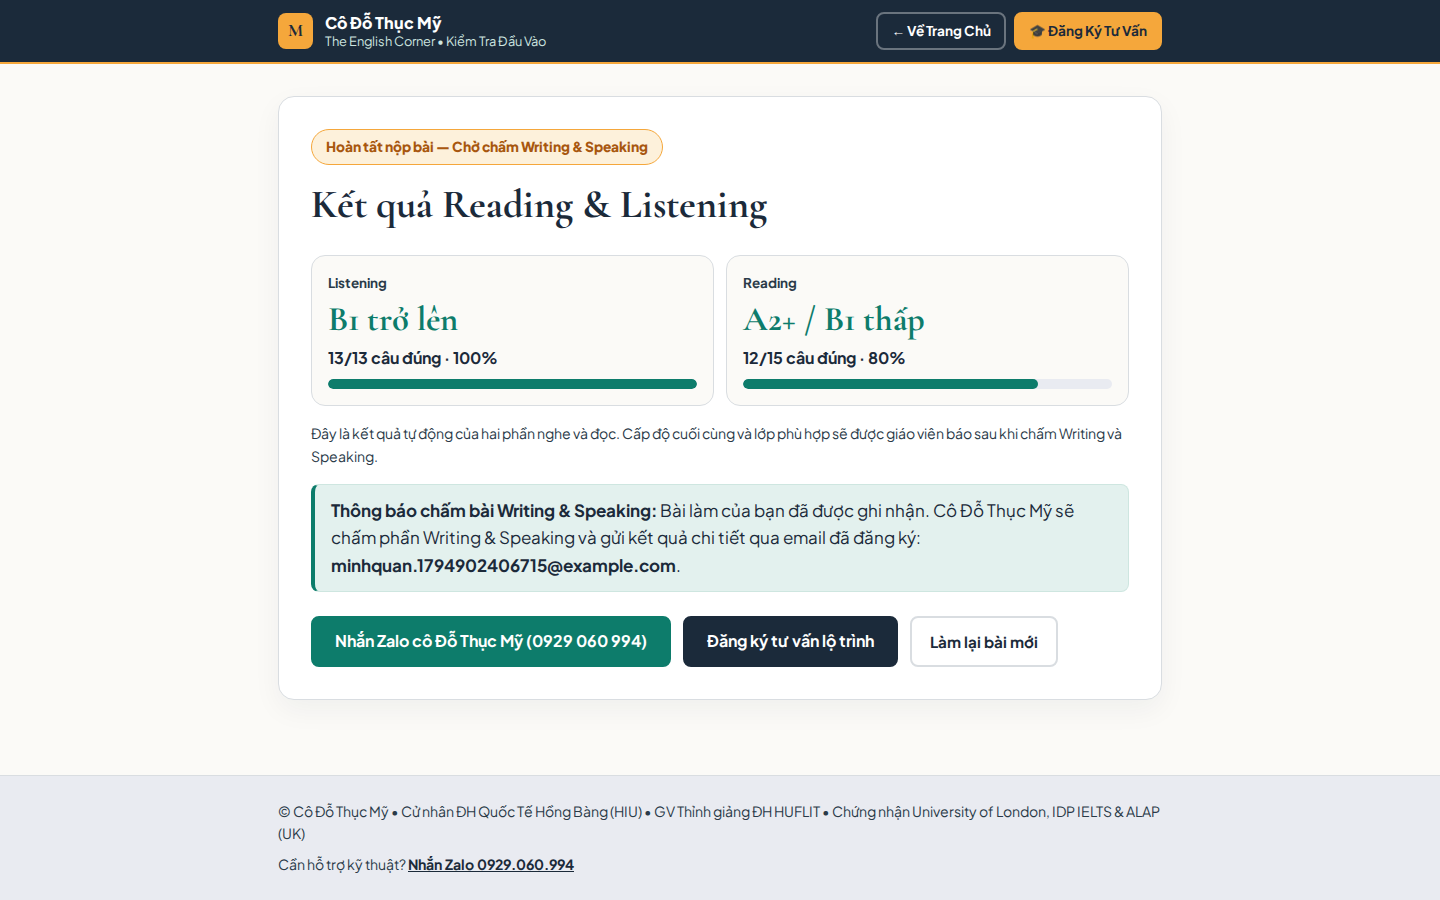 M
Cô Đỗ Thục Mỹ
The English Corner • Kiểm Tra Đầu Vào
← Về Trang Chủ
🎓 Đăng Ký Tư Vấn
Hoàn tất nộp bài — Chờ chấm Writing & Speaking
Kết quả Reading & Listening
Listening
B1 trở lên
13/13 câu đúng · 100%
Reading
A2+ / B1 thấp
12/15 câu đúng · 80%
Đây là kết quả tự động của hai phần nghe và đọc. Cấp độ cuối cùng và lớp phù hợp sẽ được giáo viên báo sau khi chấm Writing và
Speaking.
Thông báo chấm bài Writing & Speaking: Bài làm của bạn đã được ghi nhận. Cô Đỗ Thục Mỹ sẽ
chấm phần Writing & Speaking và gửi kết quả chi tiết qua email đã đăng ký:
minhquan.1794902406715@example.com.
Nhắn Zalo cô Đỗ Thục Mỹ (0929 060 994)
Đăng ký tư vấn lộ trình
Làm lại bài mới
© Cô Đỗ Thục Mỹ • Cử nhân ĐH Quốc Tế Hồng Bàng (HIU) • GV Thỉnh giảng ĐH HUFLIT • Chứng nhận University of London, IDP IELTS & ALAP
(UK)
Cần hỗ trợ kỹ thuật? Nhắn Zalo 0929.060.994